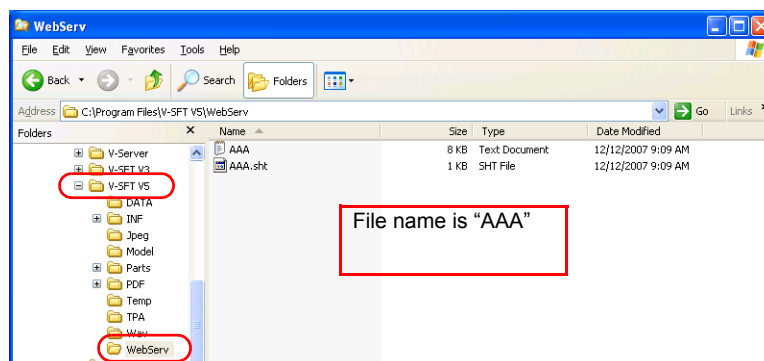 WebServ
File Edit View Favorites Tools Help
Back Search Folders
Address C:\Program Files\V-SFT V5\WebServ Go Links
Folders × Name Size Type Date Modified
V-Server AAA 8 KB Text Document 12/12/2007 9:09 AM
V-SFT V3 AAA.sht 1 KB SHT File 12/12/2007 9:09 AM
V-SFT V5
DATA
INF
Jpeg
Model
Parts
PDF
Temp
TPA
Wav
WebServ
File name is “AAA”